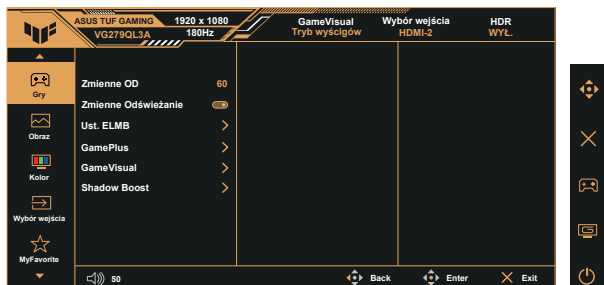 ASUS TUF GAMING 1920 x 1080 GameVisual Wybór wejścia HDR
VG279QL3A 180Hz Tryb wyścigów HDMI-2 WYŁ.
Gry
Obraz
Kolor
Wybór wejścia
MyFavorite
Zmienne OD 60
Zmienne Odświeżanie
Ust. ELMB
GamePlus
GameVisual
Shadow Boost
50 Back Enter Exit